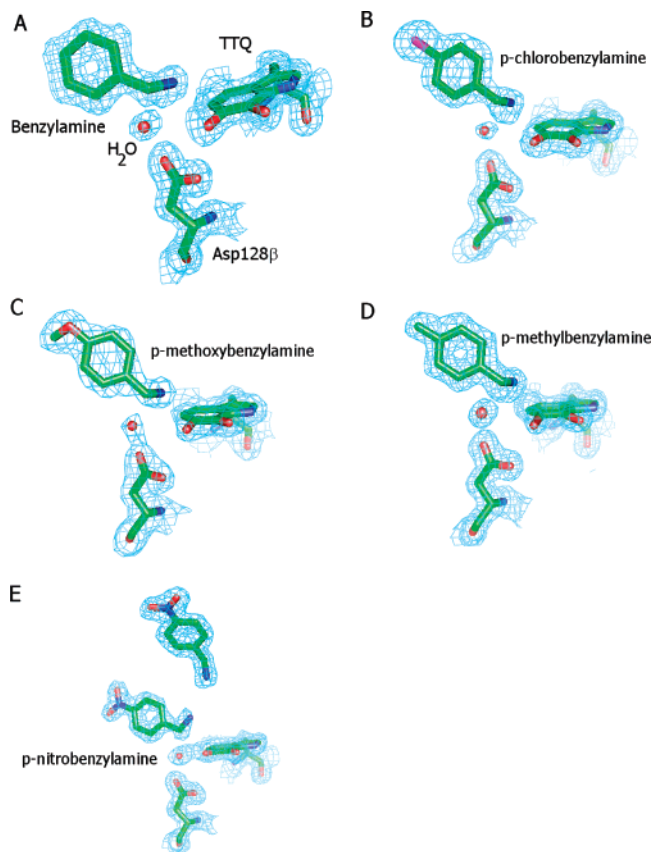 A
TTQ
Benzylamine
H2O
Asp128β
B
p-chlorobenzylamine
C
p-methoxybenzylamine
D
p-methylbenzylamine
E
p-nitrobenzylamine